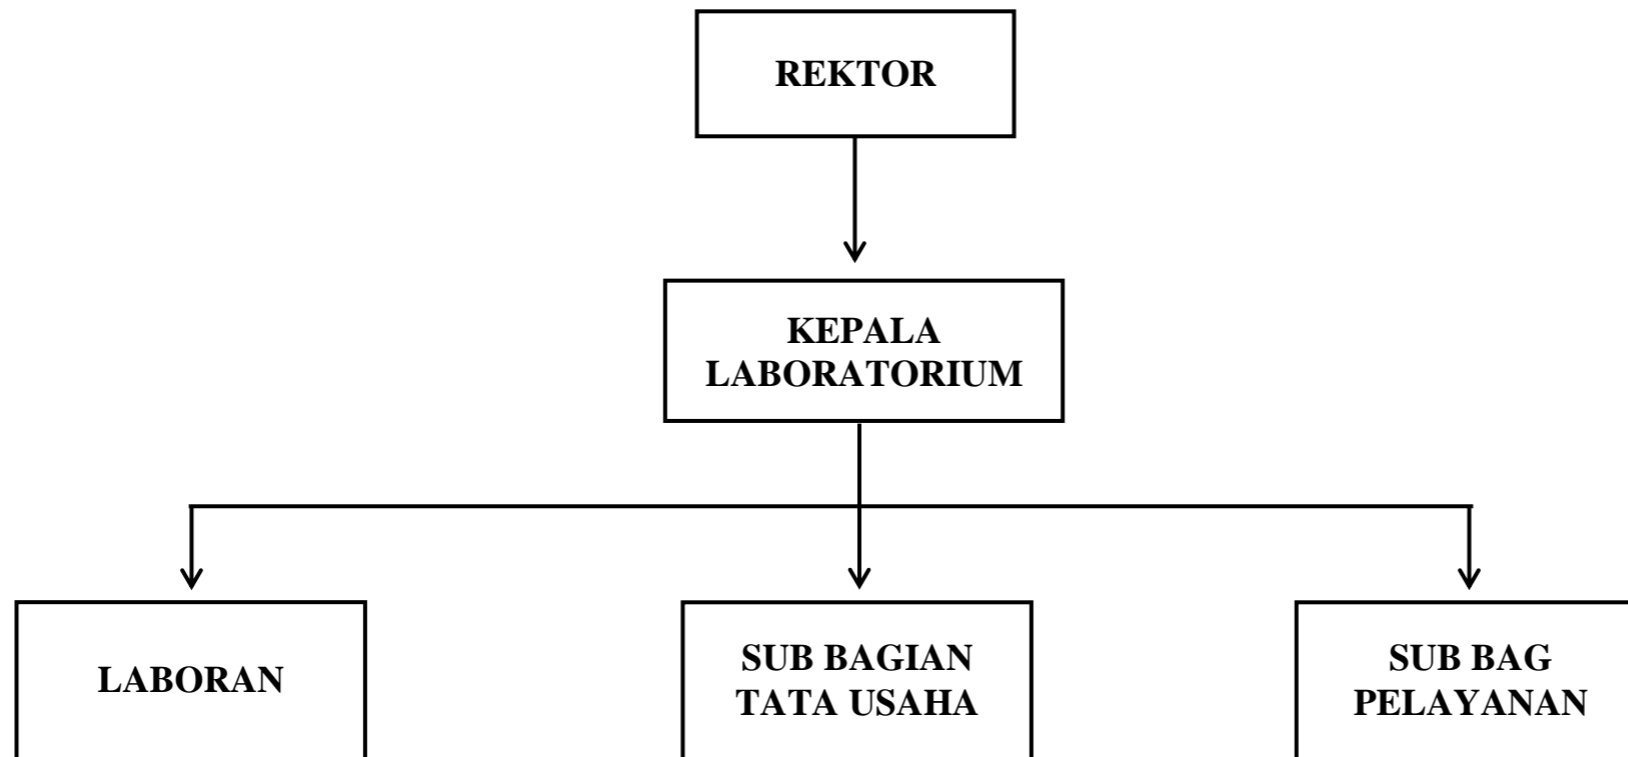 REKTOR
KEPALA
LABORATORIUM
LABORAN
SUB BAGIAN
TATA USAHA
SUB BAG
PELAYANAN